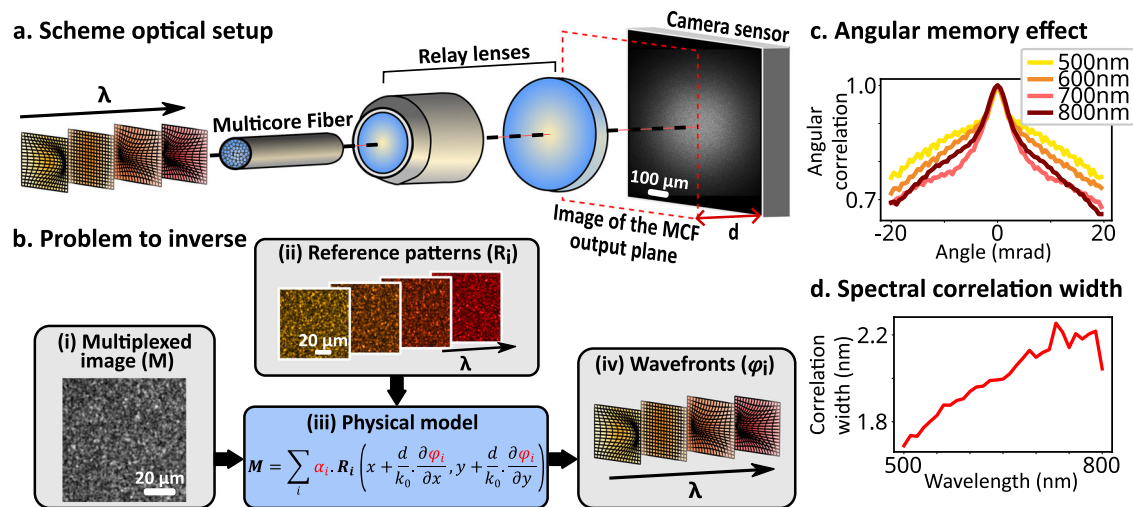 a. Scheme optical setup
λ
Multicore Fiber
Relay lenses
Camera sensor
100 μm
Image of the MCF
output plane
d
b. Problem to inverse
(i) Multiplexed
image (M)
20 μm
(ii) Reference patterns (Ri)
20 μm
λ
(iii) Physical model
M = ∑i αi. Ri (x + d/k0 . ∂φi/∂x, y + d/k0 . ∂φi/∂y)
(iv) Wavefronts (φi)
λ
c. Angular memory effect
500nm
600nm
700nm
800nm
Angular
correlation
1.0
0.7
-20
0
20
Angle (mrad)
d. Spectral correlation width
Correlation
width (nm)
2.2
1.8
500
800
Wavelength (nm)